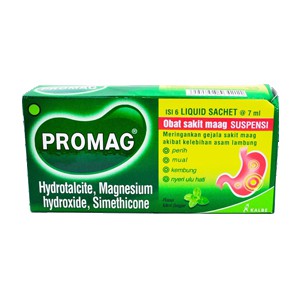 PROMAG®
Hydrotalcite, Magnesium
hydroxide, Simethicone
ISI 6 LIQUID SACHET @ 7 ml
Obat sakit maag SUSPENSI
Meringankan gejala sakit maag
akibat kelebihan asam lambung
perih
mual
kembung
nyeri ulu hati
KALBE